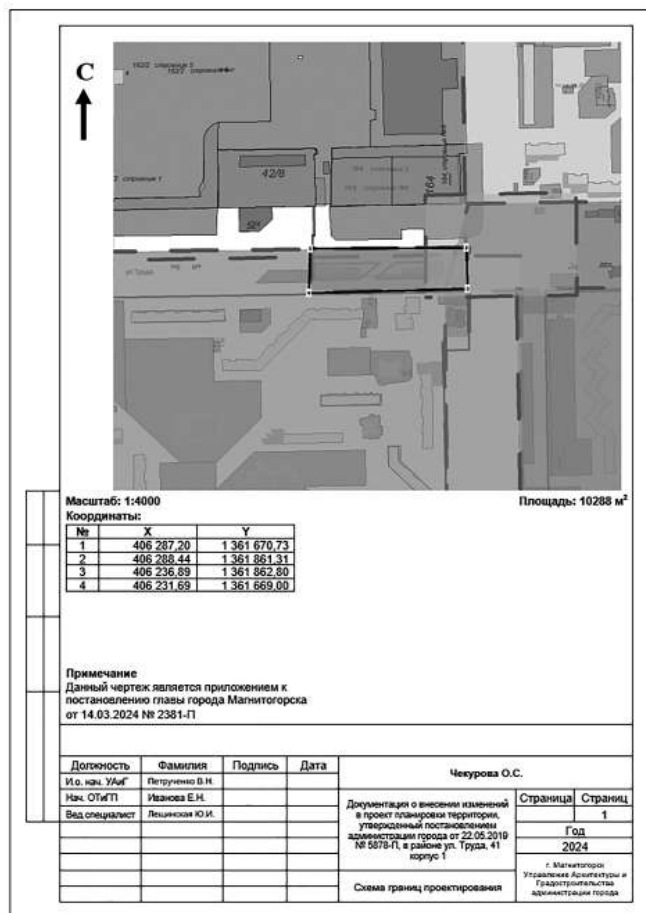 С
42/8
164
Масштаб: 1:4000
Площадь: 10288 м²
Координаты:
№ X Y
1 406 287,20 1 361 670,73
2 406 288,44 1 361 861,31
3 406 236,89 1 361 862,80
4 406 231,69 1 361 669,00
Примечание
Данный чертеж является приложением к
постановлению главы города Магнитогорска
от 14.03.2024 № 2381-П
Должность Фамилия Подпись Дата
И.о. нач. УАиГ Петрученко В.Н.
Нач. ОТиГП Иванова Е.Н.
Вед.специалист Лещинская Ю.И.
Чекурова О.С.
Документация о внесении изменений
в проект планировки территории,
утвержденный постановлением
администрации города от 22.05.2019
№ 5878-П, в районе ул. Труда, 41
корпус 1
Страница Страниц
1
Год
2024
Схема границ проектирования
г. Магнитогорск
Управление Архитектуры и
Градостроительства
администрации города